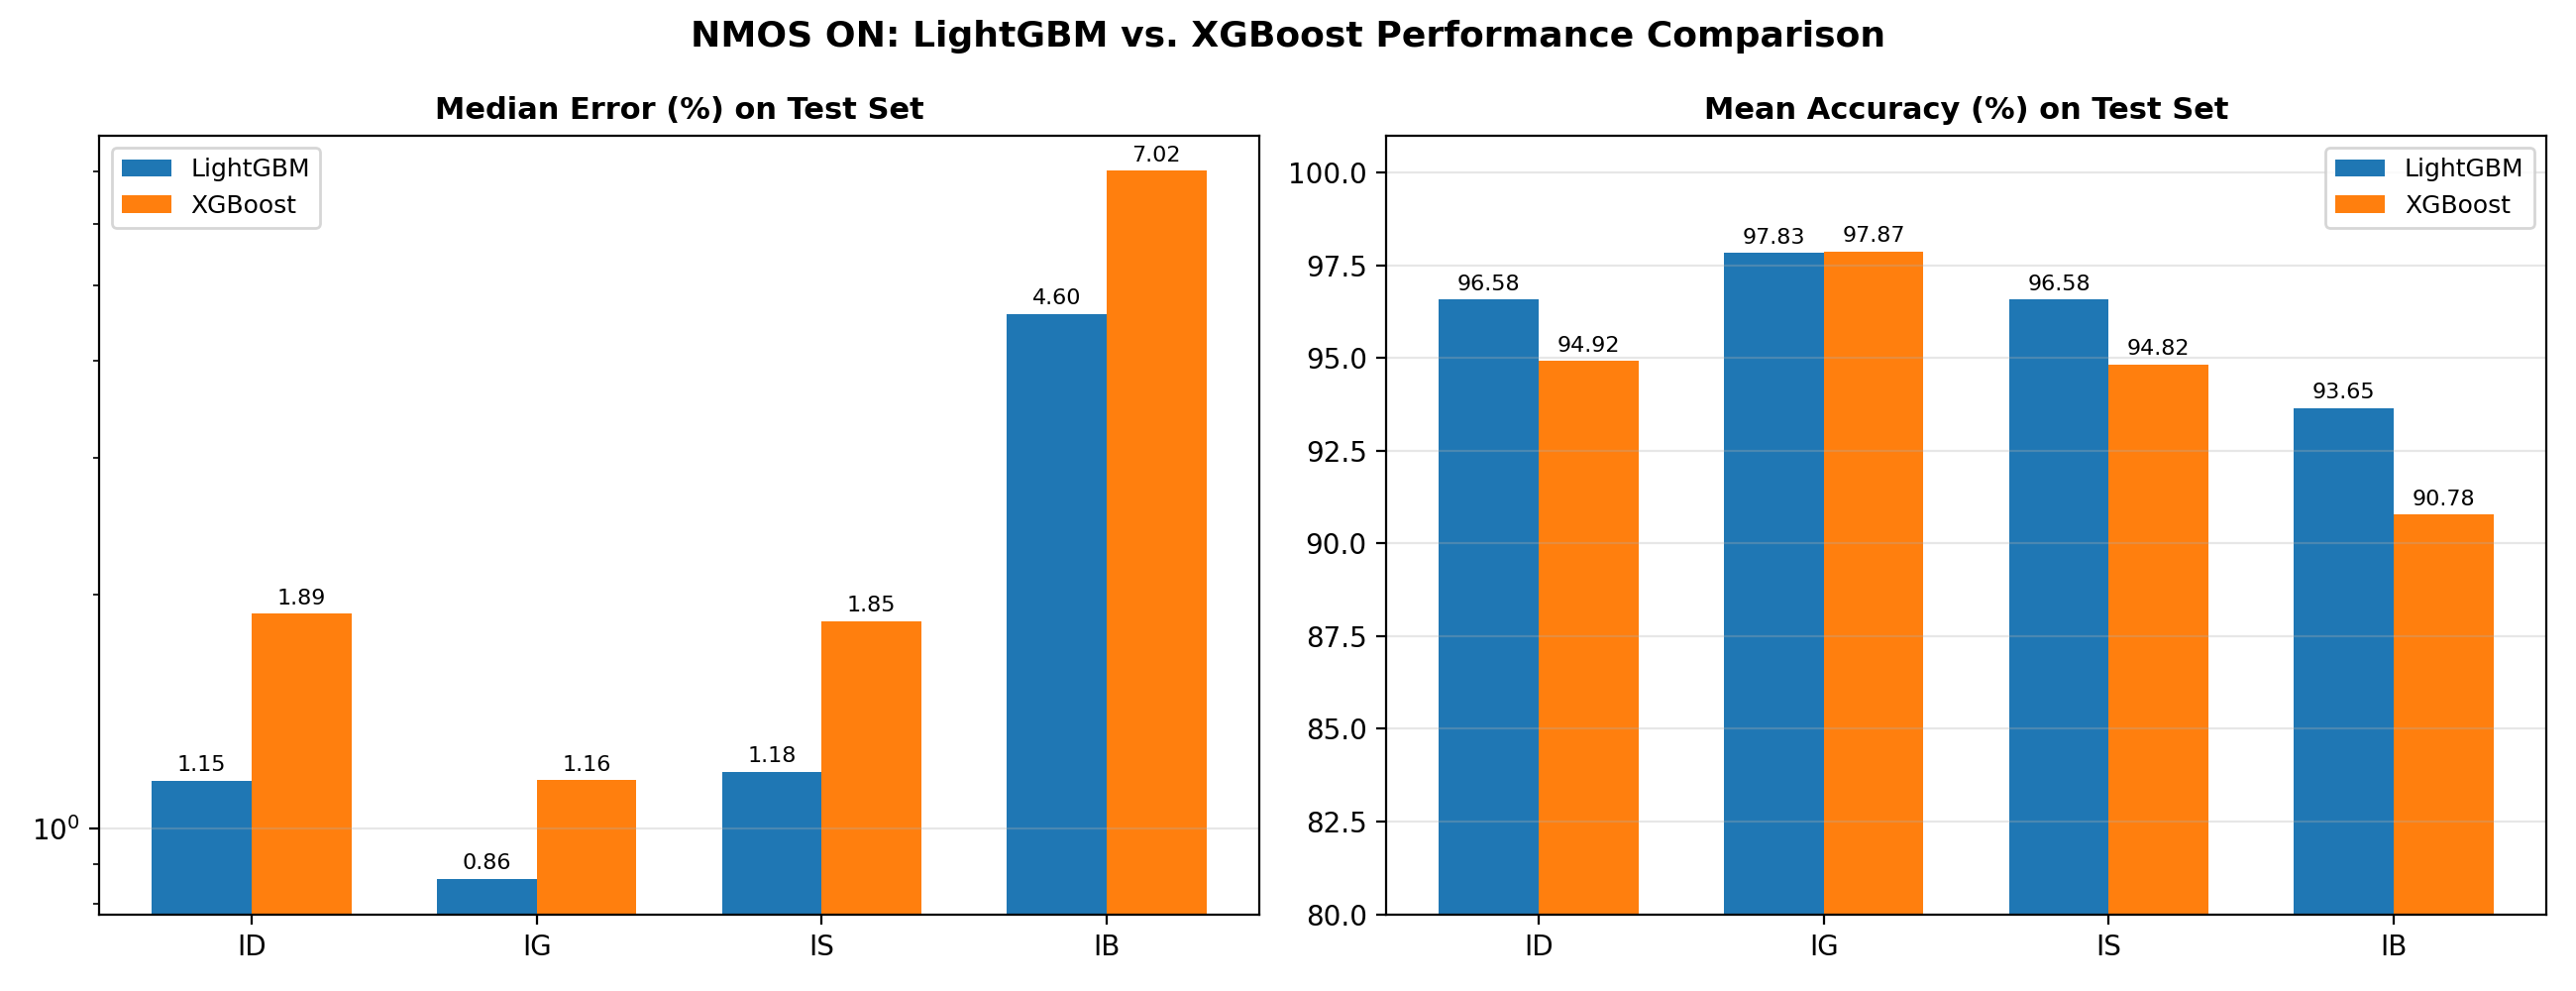 NMOS ON: LightGBM vs. XGBoost Performance Comparison
Median Error (%) on Test Set
LightGBM
XGBoost
7.02
4.60
1.89
1.85
1.15
1.16
1.18
0.86
10⁰
ID
IG
IS
IB
Mean Accuracy (%) on Test Set
LightGBM
XGBoost
100.0
97.5
95.0
92.5
90.0
87.5
85.0
82.5
80.0
96.58
94.92
97.83
97.87
96.58
94.82
93.65
90.78
ID
IG
IS
IB